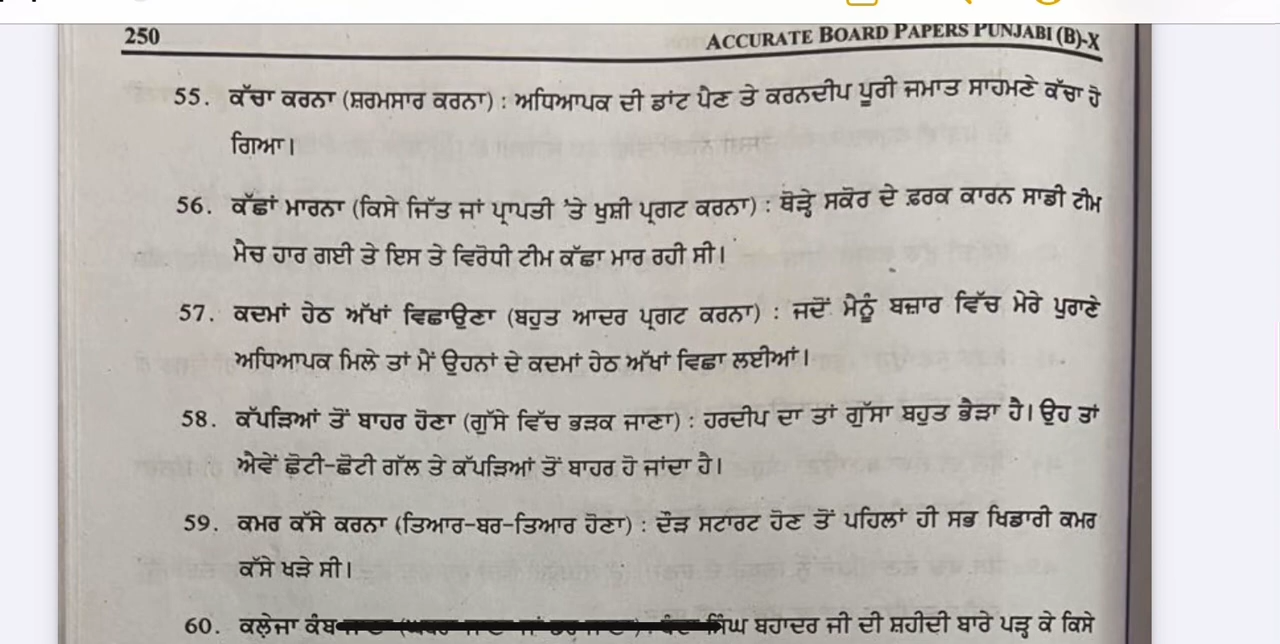 250
ACCURATE BOARD PAPERS PUNJABI (B)-X
55. ਕੱਚਾ ਕਰਨਾ (ਸ਼ਰਮਸਾਰ ਕਰਨਾ) : ਅਧਿਆਪਕ ਦੀ ਡਾਂਟ ਪੈਣ ਤੇ ਕਰਨਦੀਪ ਪੂਰੀ ਜਮਾਤ ਸਾਹਮਣੇ ਕੱਚਾ ਹੋ
ਗਿਆ।
56. ਕੱਛਾਂ ਮਾਰਨਾ (ਕਿਸੇ ਜਿੱਤ ਜਾਂ ਪ੍ਰਾਪਤੀ 'ਤੇ ਖੁਸ਼ੀ ਪ੍ਰਗਟ ਕਰਨਾ) : ਥੋੜ੍ਹੇ ਸਕੋਰ ਦੇ ਫ਼ਰਕ ਕਾਰਨ ਸਾਡੀ ਟੀਮ
ਮੈਚ ਹਾਰ ਗਈ ਤੇ ਇਸ ਤੇ ਵਿਰੋਧੀ ਟੀਮ ਕੱਛਾ ਮਾਰ ਰਹੀ ਸੀ।
57. ਕਦਮਾਂ ਹੇਠ ਅੱਖਾਂ ਵਿਛਾਉਣਾ (ਬਹੁਤ ਆਦਰ ਪ੍ਰਗਟ ਕਰਨਾ) : ਜਦੋਂ ਮੈਨੂੰ ਬਜ਼ਾਰ ਵਿੱਚ ਮੇਰੇ ਪੁਰਾਣੇ
ਅਧਿਆਪਕ ਮਿਲੇ ਤਾਂ ਮੈਂ ਉਹਨਾਂ ਦੇ ਕਦਮਾਂ ਹੇਠ ਅੱਖਾਂ ਵਿਛਾ ਲਈਆਂ।
58. ਕੱਪੜਿਆਂ ਤੋਂ ਬਾਹਰ ਹੋਣਾ (ਗੁੱਸੇ ਵਿੱਚ ਭੜਕ ਜਾਣਾ) : ਹਰਦੀਪ ਦਾ ਤਾਂ ਗੁੱਸਾ ਬਹੁਤ ਭੈੜਾ ਹੈ। ਉਹ ਤਾਂ
ਐਵੇਂ ਛੋਟੀ-ਛੋਟੀ ਗੱਲ ਤੇ ਕੱਪੜਿਆਂ ਤੋਂ ਬਾਹਰ ਹੋ ਜਾਂਦਾ ਹੈ।
59. ਕਮਰ ਕੱਸੇ ਕਰਨਾ (ਤਿਆਰ-ਬਰ-ਤਿਆਰ ਹੋਣਾ) : ਦੌੜ ਸਟਾਰਟ ਹੋਣ ਤੋਂ ਪਹਿਲਾਂ ਹੀ ਸਭ ਖਿਡਾਰੀ ਕਮਰ
ਕੱਸੇ ਖੜੇ ਸੀ।
60. ਕਲ਼ੇਜਾ ਬਹਾਦਰ ਜੀ ਦੀ ਸ਼ਹੀਦੀ ਬਾਰੇ ਪੜ੍ਹ ਕੇ ਕਿਸੇ